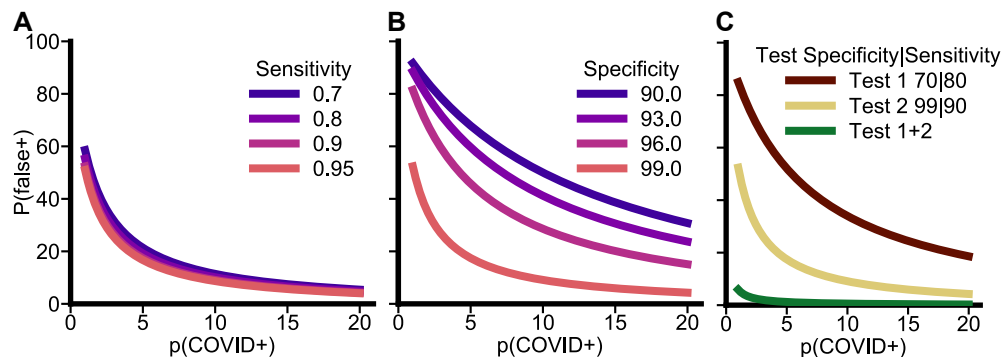 A
B
C
P(false+)
100
80
60
40
20
0
Sensitivity
0.7
0.8
0.9
0.95
0
5
10
15
20
p(COVID+)
Specificity
90.0
93.0
96.0
99.0
0
5
10
15
20
p(COVID+)
Test Specificity|Sensitivity
Test 1 70|80
Test 2 99|90
Test 1+2
0
5
10
15
20
p(COVID+)